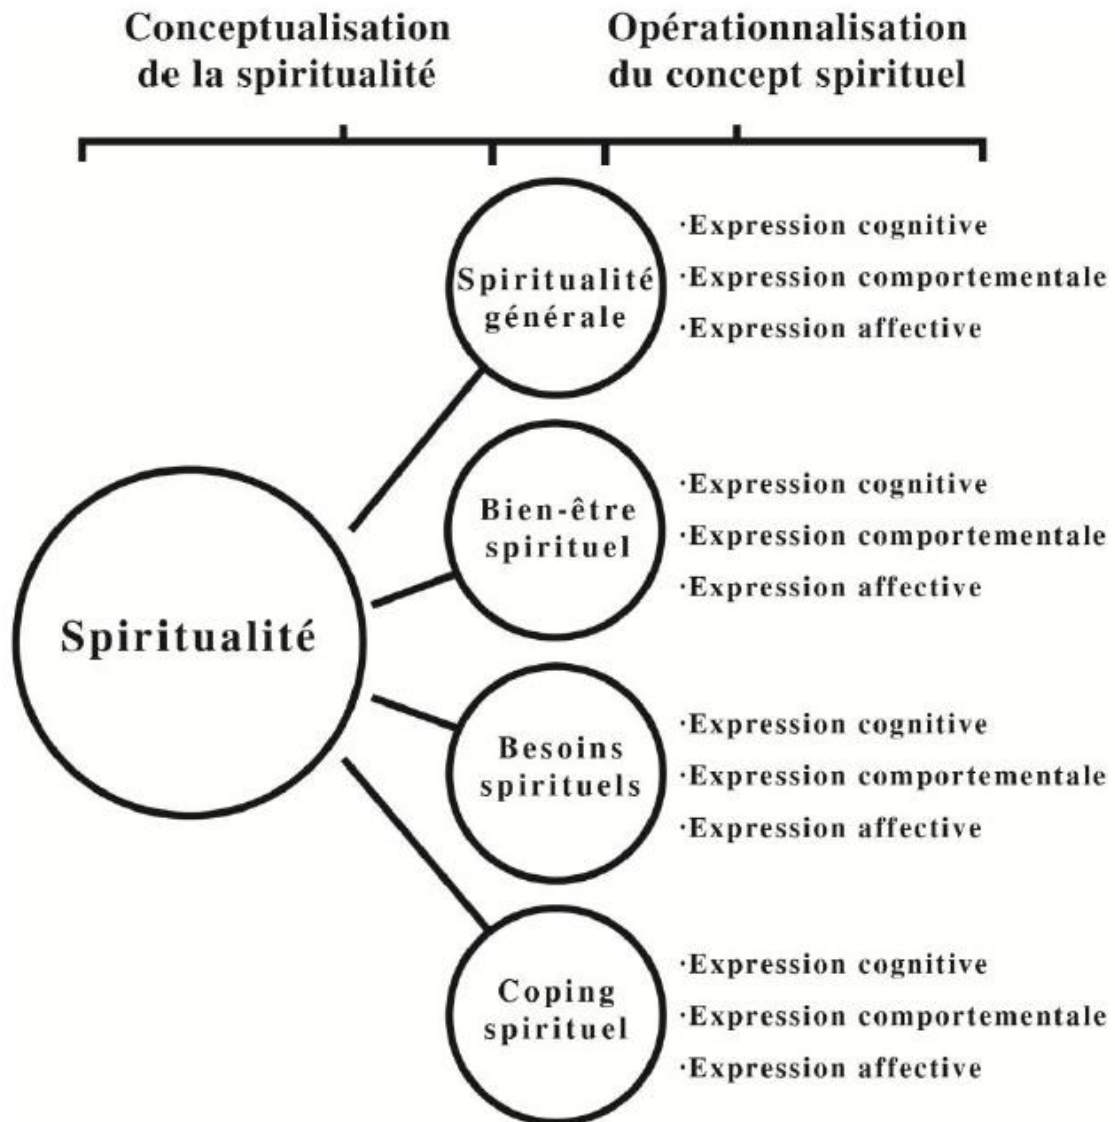 Conceptualisation
de la spiritualité
Opérationnalisation
du concept spirituel
Spiritualité
Spiritualité
générale
·Expression cognitive
·Expression comportementale
·Expression affective
Bien-être
spirituel
·Expression cognitive
·Expression comportementale
·Expression affective
Besoins
spirituels
·Expression cognitive
·Expression comportementale
·Expression affective
Coping
spirituel
·Expression cognitive
·Expression comportementale
·Expression affective